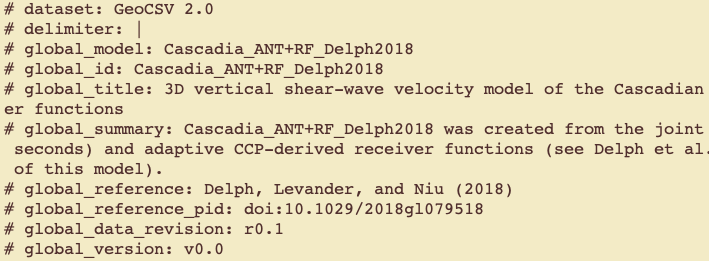 # dataset: GeoCSV 2.0
# delimiter: |
# global_model: Cascadia_ANT+RF_Delph2018
# global_id: Cascadia_ANT+RF_Delph2018
# global_title: 3D vertical shear-wave velocity model of the Cascadian
er functions
# global_summary: Cascadia_ANT+RF_Delph2018 was created from the joint
seconds) and adaptive CCP-derived receiver functions (see Delph et al.
of this model).
# global_reference: Delph, Levander, and Niu (2018)
# global_reference_pid: doi:10.1029/2018gl079518
# global_data_revision: r0.1
# global_version: v0.0